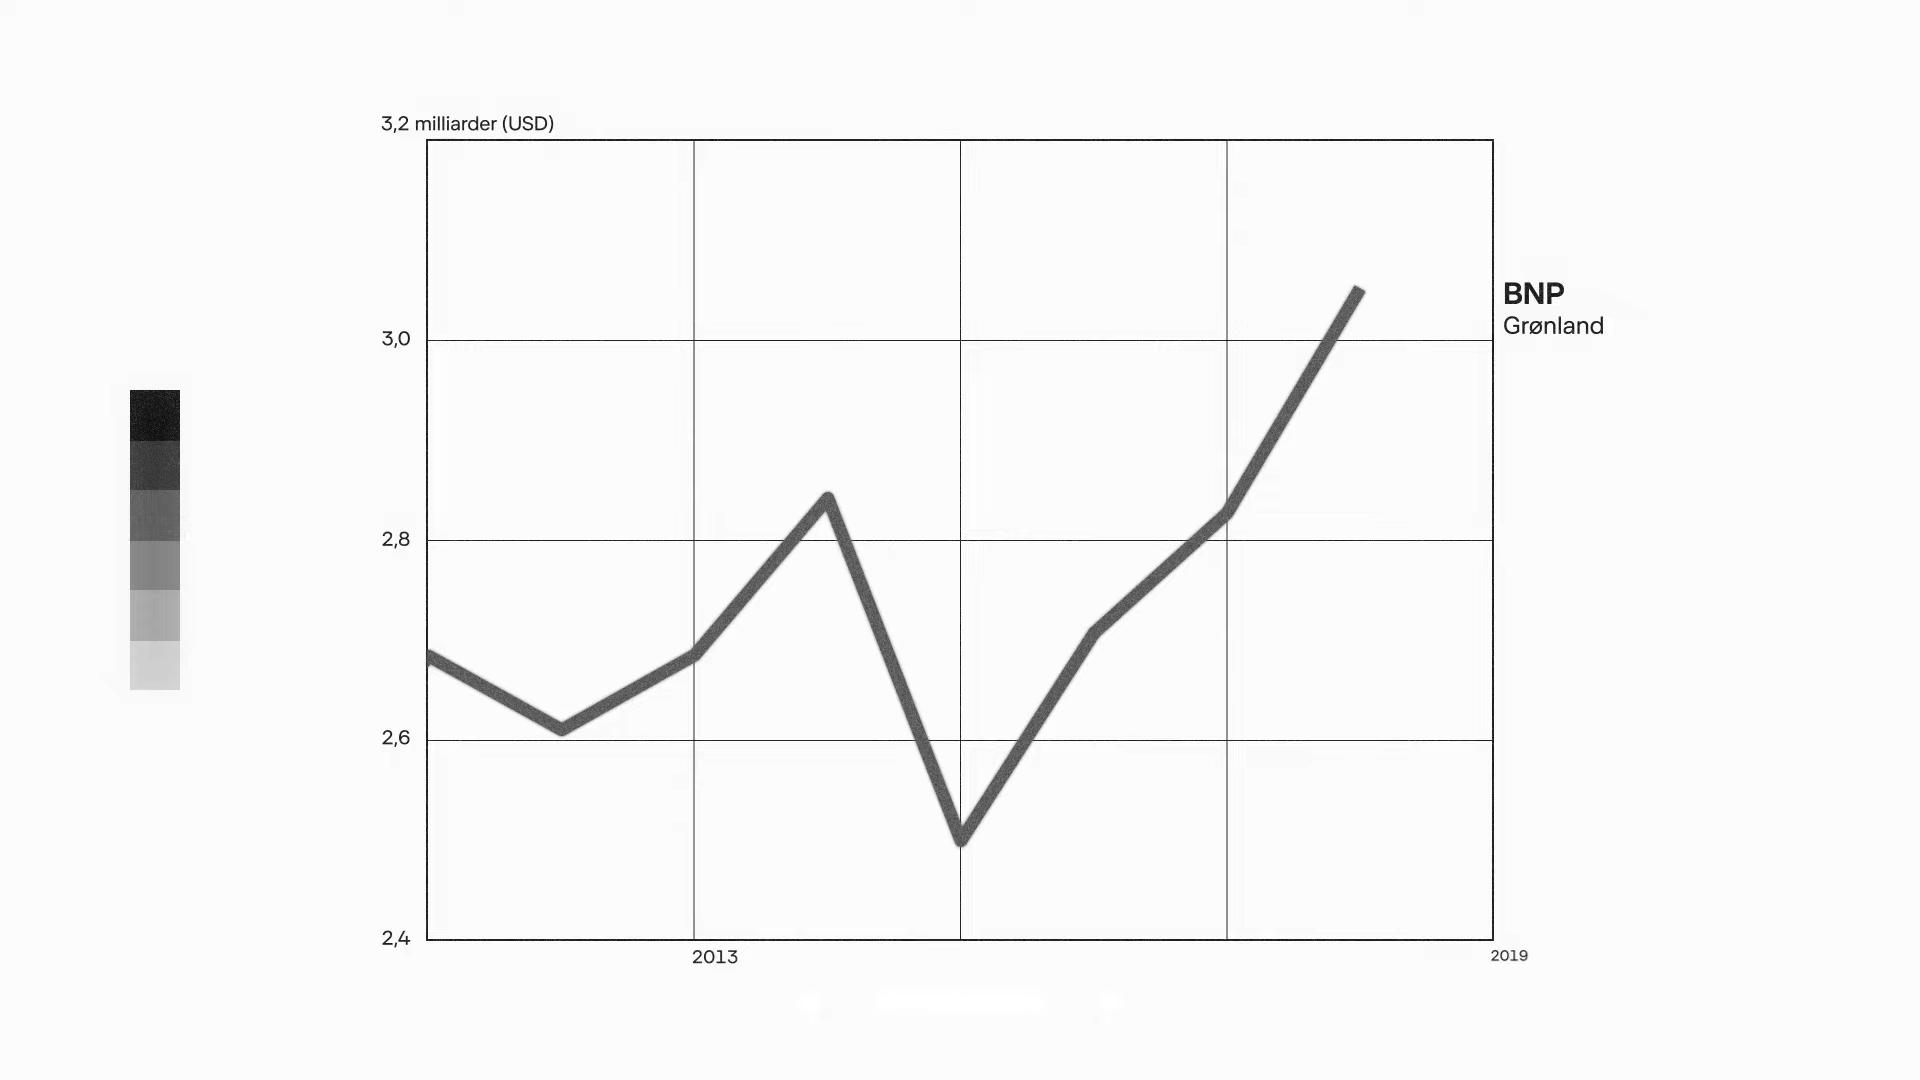 3,2 milliarder (USD)
3,0
2,8
2,6
2,4
2013
2019
BNP
Grønland